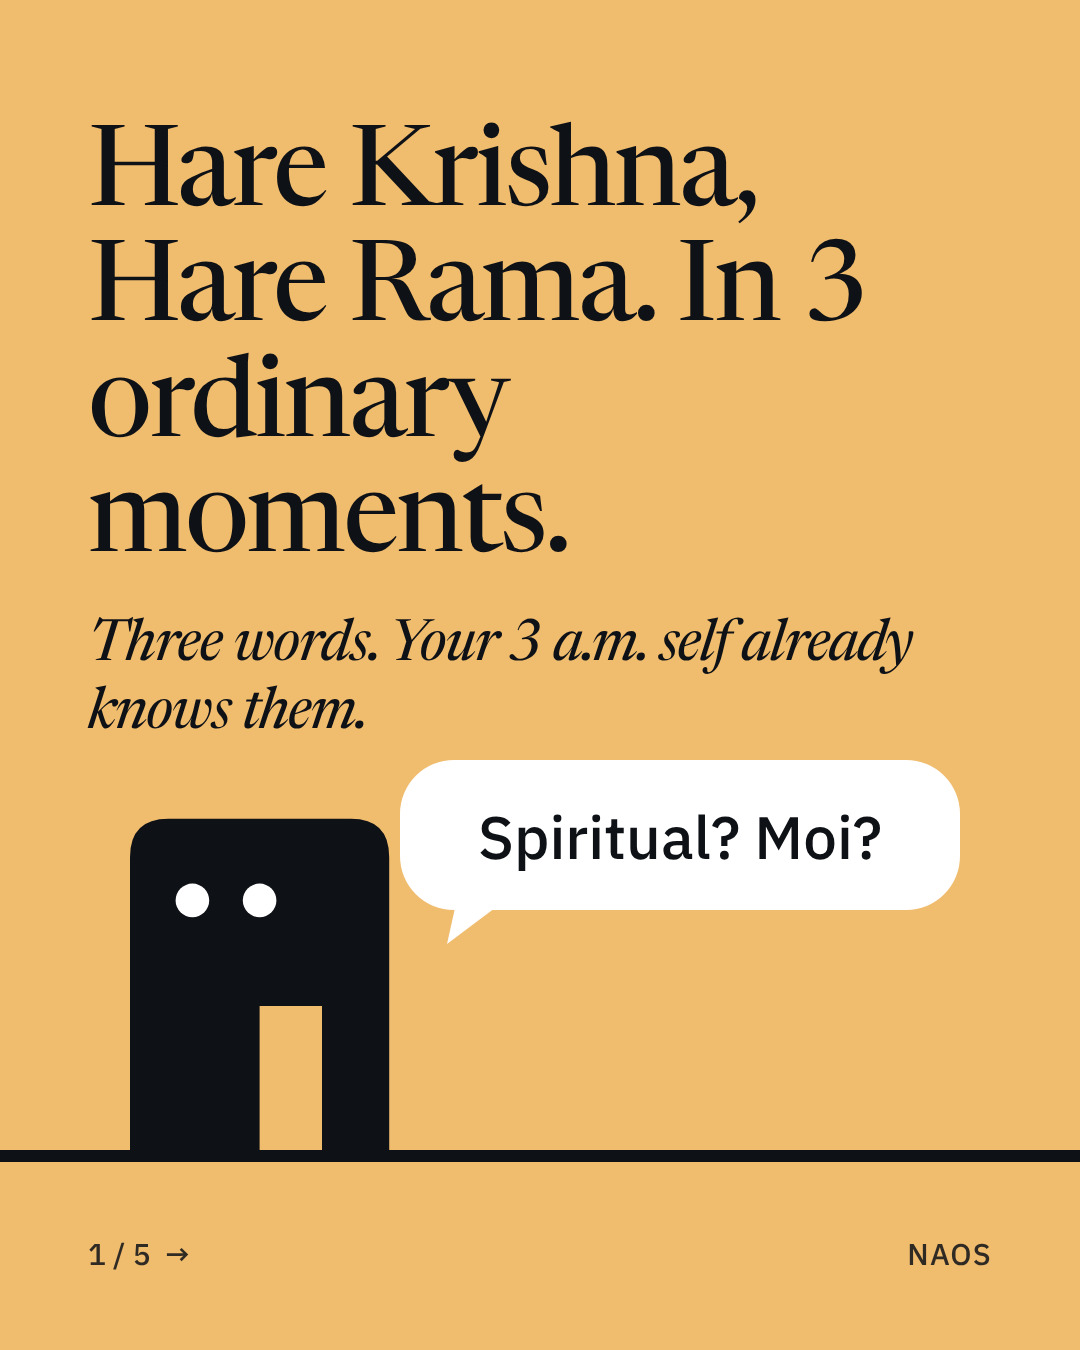 Hare Krishna,
Hare Rama. In 3
ordinary
moments.
Three words. Your 3 a.m. self already
knows them.
Spiritual? Moi?
1 / 5 →
NAOS